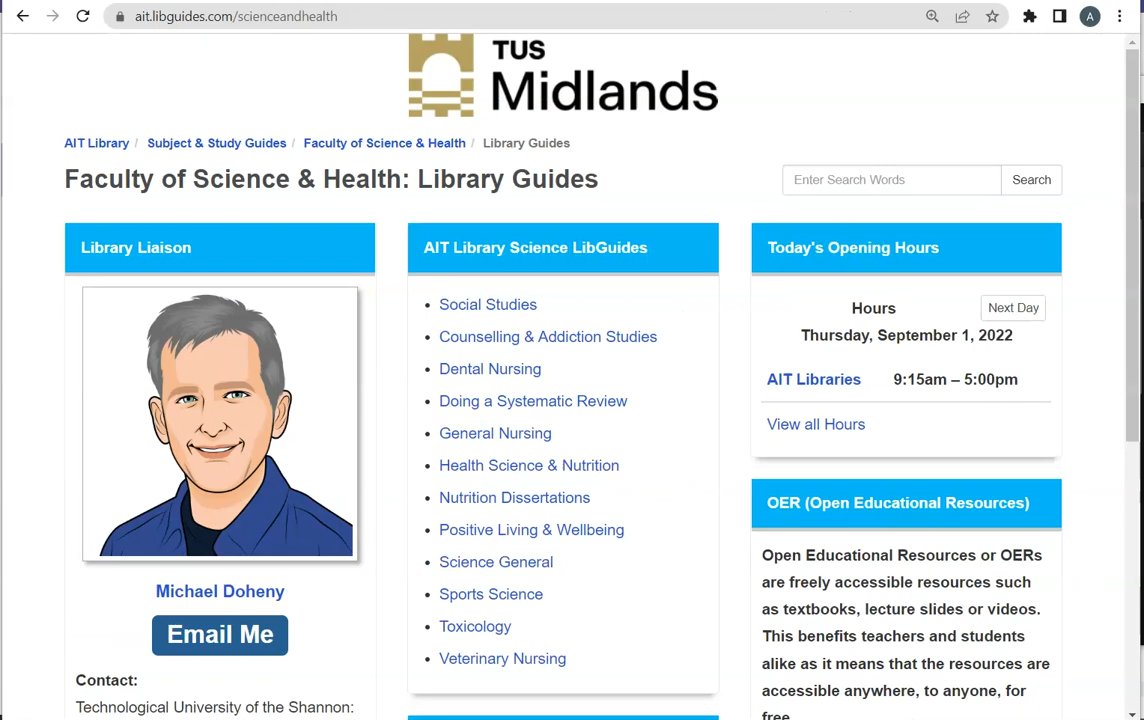 ait.libguides.com/scienceandhealth
A
TUS
Midlands
AIT Library / Subject & Study Guides / Faculty of Science & Health / Library Guides
Faculty of Science & Health: Library Guides
Enter Search Words
Search
Library Liaison
Michael Doheny
Email Me
Contact:
Technological University of the Shannon:
AIT Library Science LibGuides
• Social Studies
• Counselling & Addiction Studies
• Dental Nursing
• Doing a Systematic Review
• General Nursing
• Health Science & Nutrition
• Nutrition Dissertations
• Positive Living & Wellbeing
• Science General
• Sports Science
• Toxicology
• Veterinary Nursing
Today's Opening Hours
Hours
Next Day
Thursday, September 1, 2022
AIT Libraries 9:15am – 5:00pm
View all Hours
OER (Open Educational Resources)
Open Educational Resources or OERs
are freely accessible resources such
as textbooks, lecture slides or videos.
This benefits teachers and students
alike as it means that the resources are
accessible anywhere, to anyone, for
free